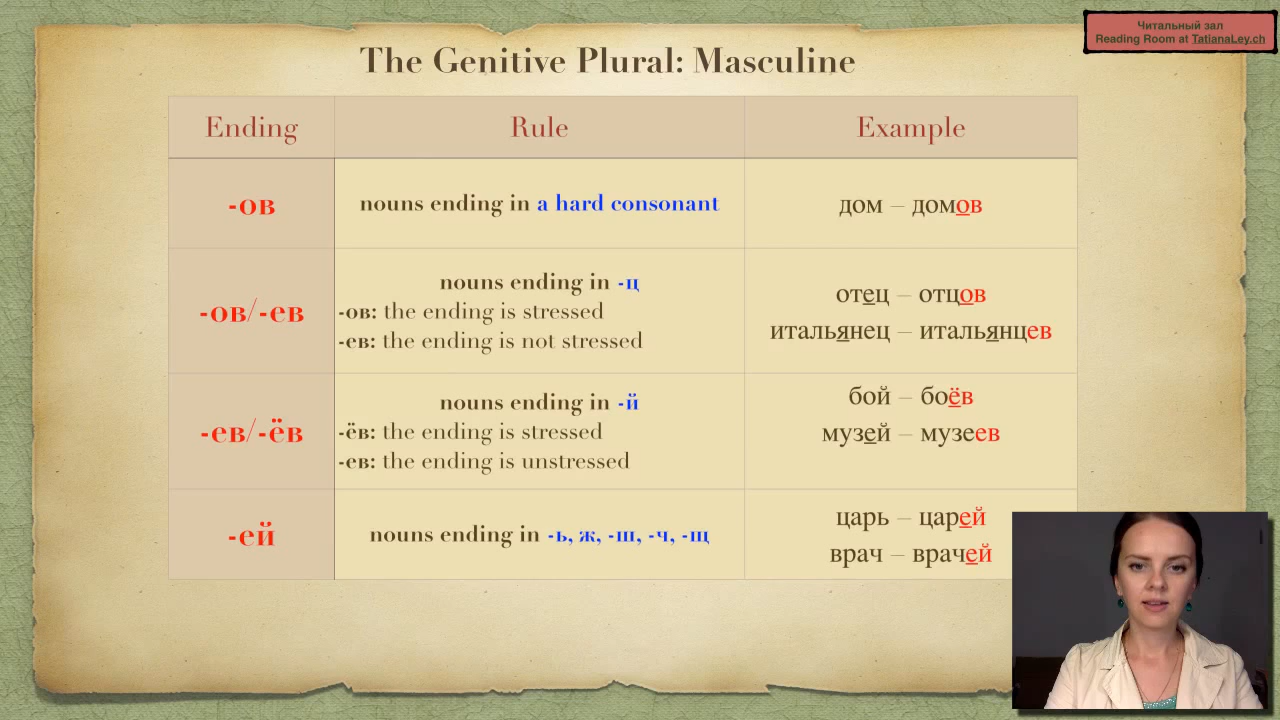 Читальный зал
Reading Room at TatianaLey.ch
The Genitive Plural: Masculine
Ending Rule Example
-ов nouns ending in a hard consonant дом – домов
-ов/-ев
nouns ending in -ц
-ов: the ending is stressed
-ев: the ending is not stressed
отец – отцов
итальянец – итальянцев
-ев/-ёв
nouns ending in -й
-ёв: the ending is stressed
-ев: the ending is unstressed
бой – боёв
музей – музеев
-ей
nouns ending in -ь, ж, -ш, -ч, -щ
царь – царей
врач – врачей